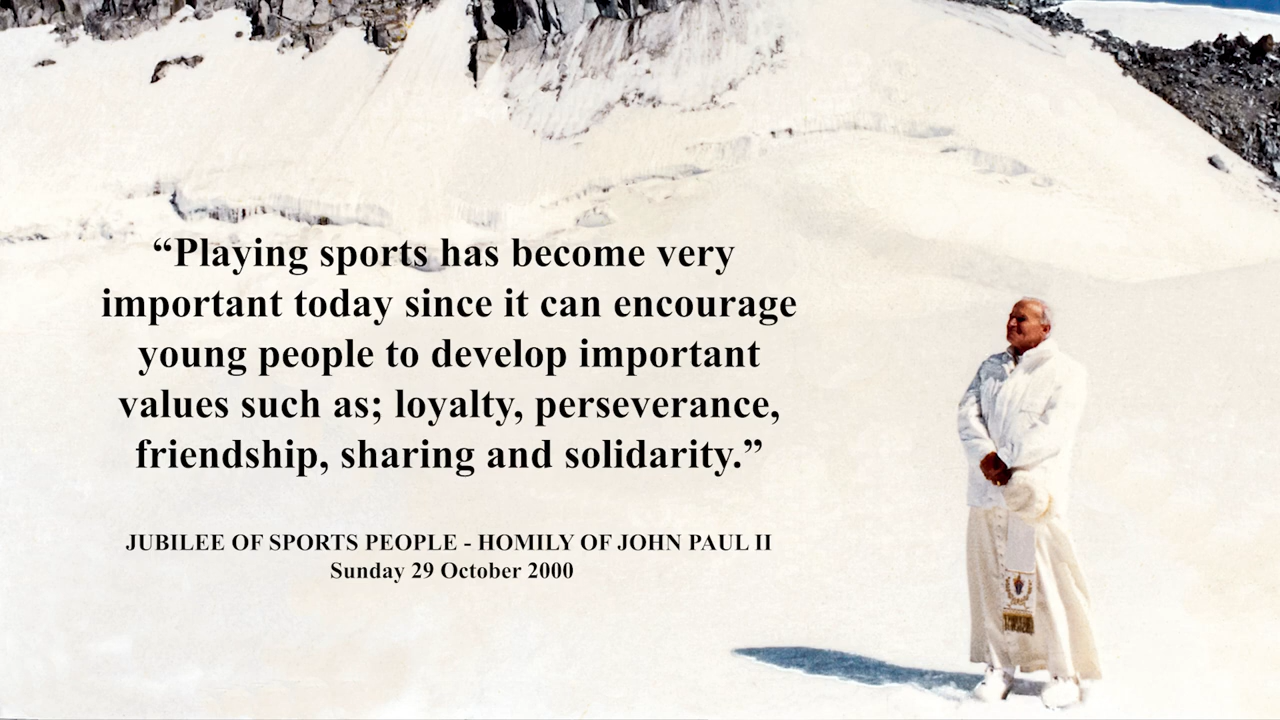 “Playing sports has become very
important today since it can encourage
young people to develop important
values such as; loyalty, perseverance,
friendship, sharing and solidarity.”
JUBILEE OF SPORTS PEOPLE - HOMILY OF JOHN PAUL II
Sunday 29 October 2000